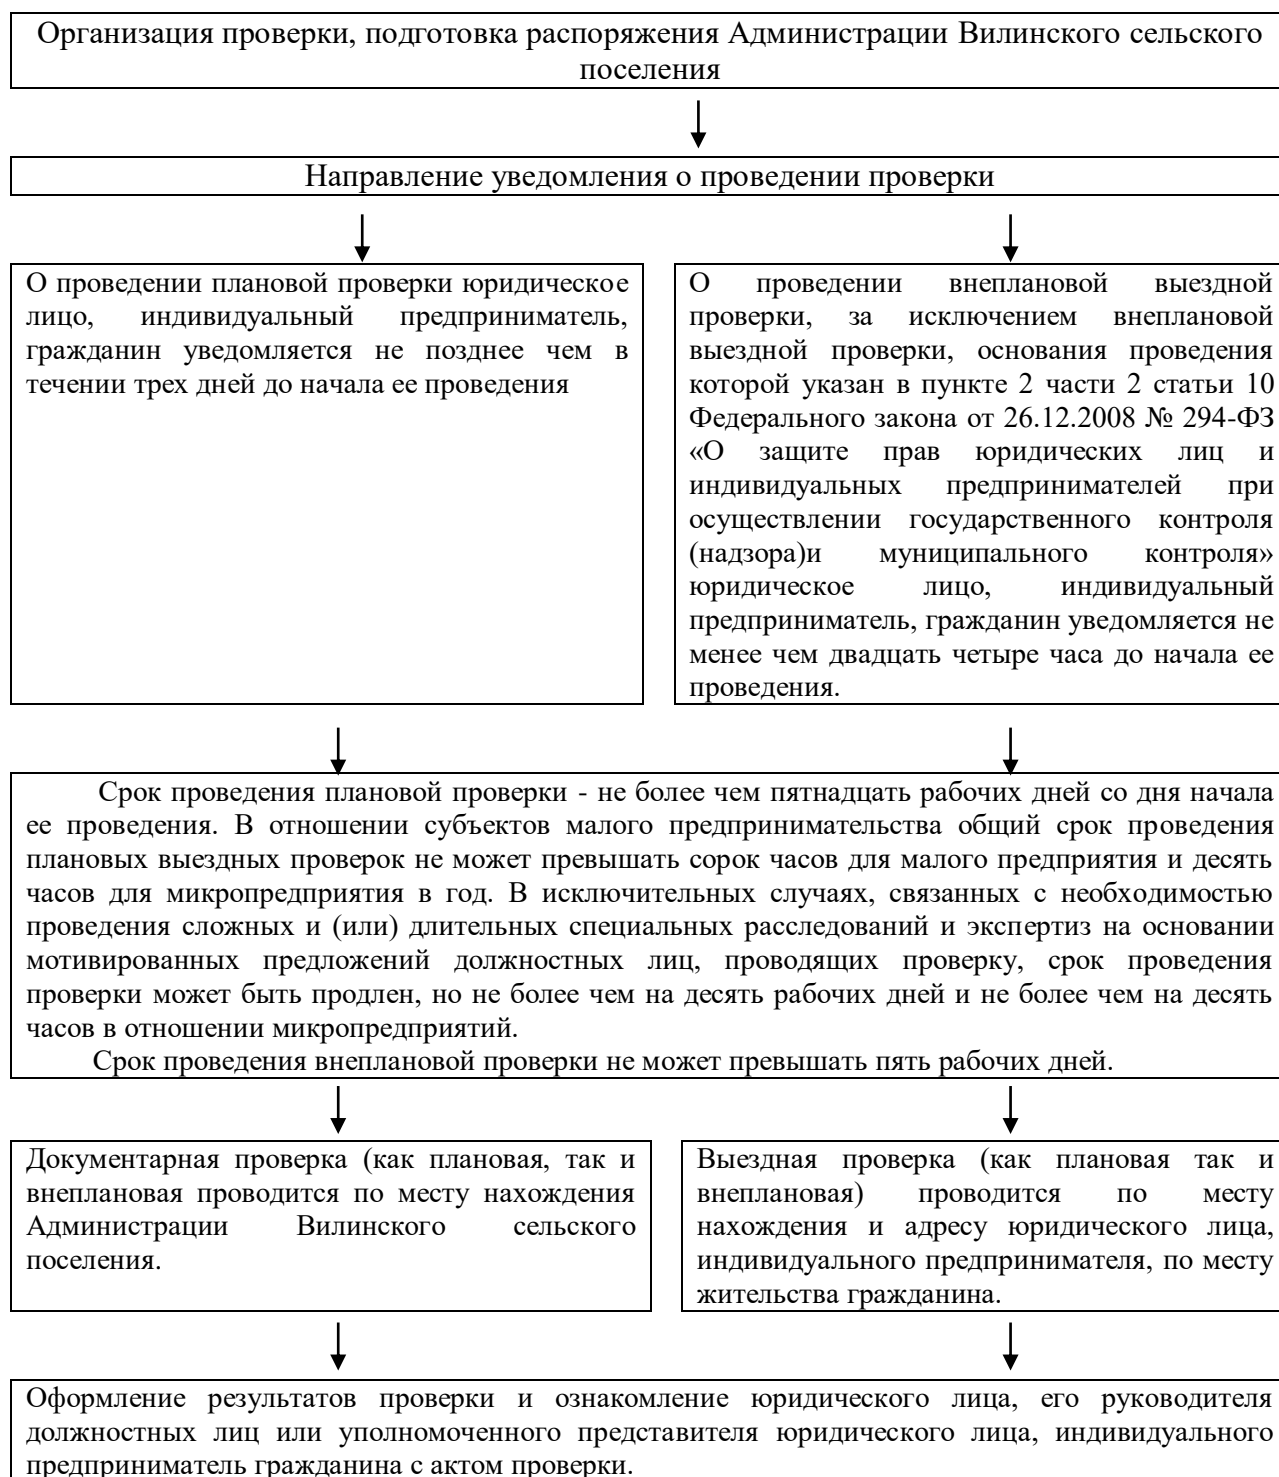 Организация проверки, подготовка распоряжения Администрации Вилинского сельского
поселения
Направление уведомления о проведении проверки
О проведении плановой проверки юридическое
лицо, индивидуальный предприниматель,
гражданин уведомляется не позднее чем в
течении трех дней до начала ее проведения
О проведении внеплановой выездной
проверки, за исключением внеплановой
выездной проверки, основания проведения
которой указан в пункте 2 части 2 статьи 10
Федерального закона от 26.12.2008 № 294-ФЗ
«О защите прав юридических лиц и
индивидуальных предпринимателей при
осуществлении государственного контроля
(надзора)и муниципального контроля»
юридическое лицо, индивидуальный
предприниматель, гражданин уведомляется не
менее чем двадцать четыре часа до начала ее
проведения.
Срок проведения плановой проверки - не более чем пятнадцать рабочих дней со дня начала
ее проведения. В отношении субъектов малого предпринимательства общий срок проведения
плановых выездных проверок не может превышать сорок часов для малого предприятия и десять
часов для микропредприятия в год. В исключительных случаях, связанных с необходимостью
проведения сложных и (или) длительных специальных расследований и экспертиз на основании
мотивированных предложений должностных лиц, проводящих проверку, срок проведения
проверки может быть продлен, но не более чем на десять рабочих дней и не более чем на десять
часов в отношении микропредприятий.
Срок проведения внеплановой проверки не может превышать пять рабочих дней.
Документарная проверка (как плановая, так и
внеплановая проводится по месту нахождения
Администрации Вилинского сельского
поселения.
Выездная проверка (как плановая так и
внеплановая) проводится по месту
нахождения и адресу юридического лица,
индивидуального предпринимателя, по месту
жительства гражданина.
Оформление результатов проверки и ознакомление юридического лица, его руководителя
должностных лиц или уполномоченного представителя юридического лица, индивидуального
предприниматель гражданина с актом проверки.